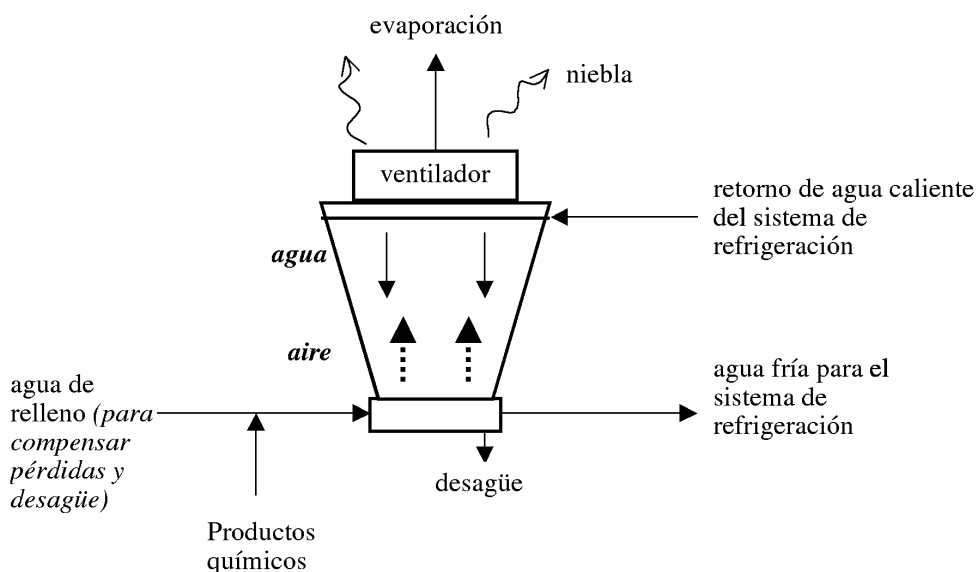 evaporación
niebla
ventilador
retorno de agua caliente
del sistema de
refrigeración
agua
aire
agua de
relleno (para
compensar
pérdidas y
desagüe)
agua fría para el
sistema de
refrigeración
desagüe
Productos
químicos